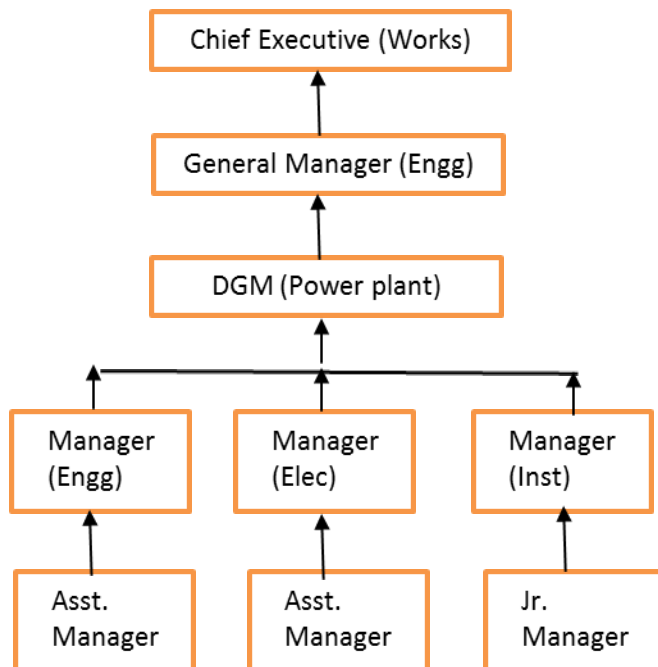 Chief Executive (Works)
General Manager (Engg)
DGM (Power plant)
Manager
(Engg)
Manager
(Elec)
Manager
(Inst)
Asst.
Manager
Asst.
Manager
Jr.
Manager